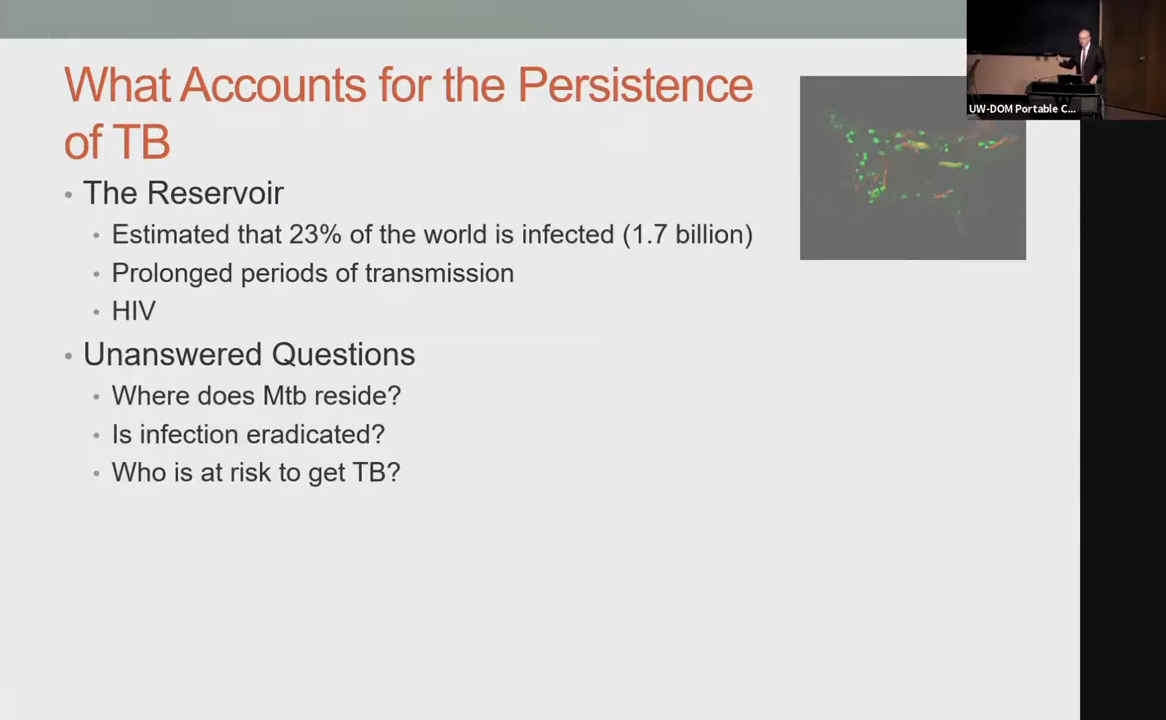 What Accounts for the Persistence
of TB
• The Reservoir
• Estimated that 23% of the world is infected (1.7 billion)
• Prolonged periods of transmission
• HIV
• Unanswered Questions
• Where does Mtb reside?
• Is infection eradicated?
• Who is at risk to get TB?
UW-DOM Portable C...